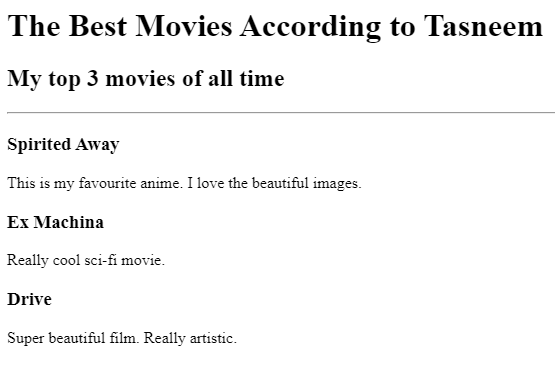 The Best Movies According to Tasneem
My top 3 movies of all time
Spirited Away
This is my favourite anime. I love the beautiful images.
Ex Machina
Really cool sci-fi movie.
Drive
Super beautiful film. Really artistic.